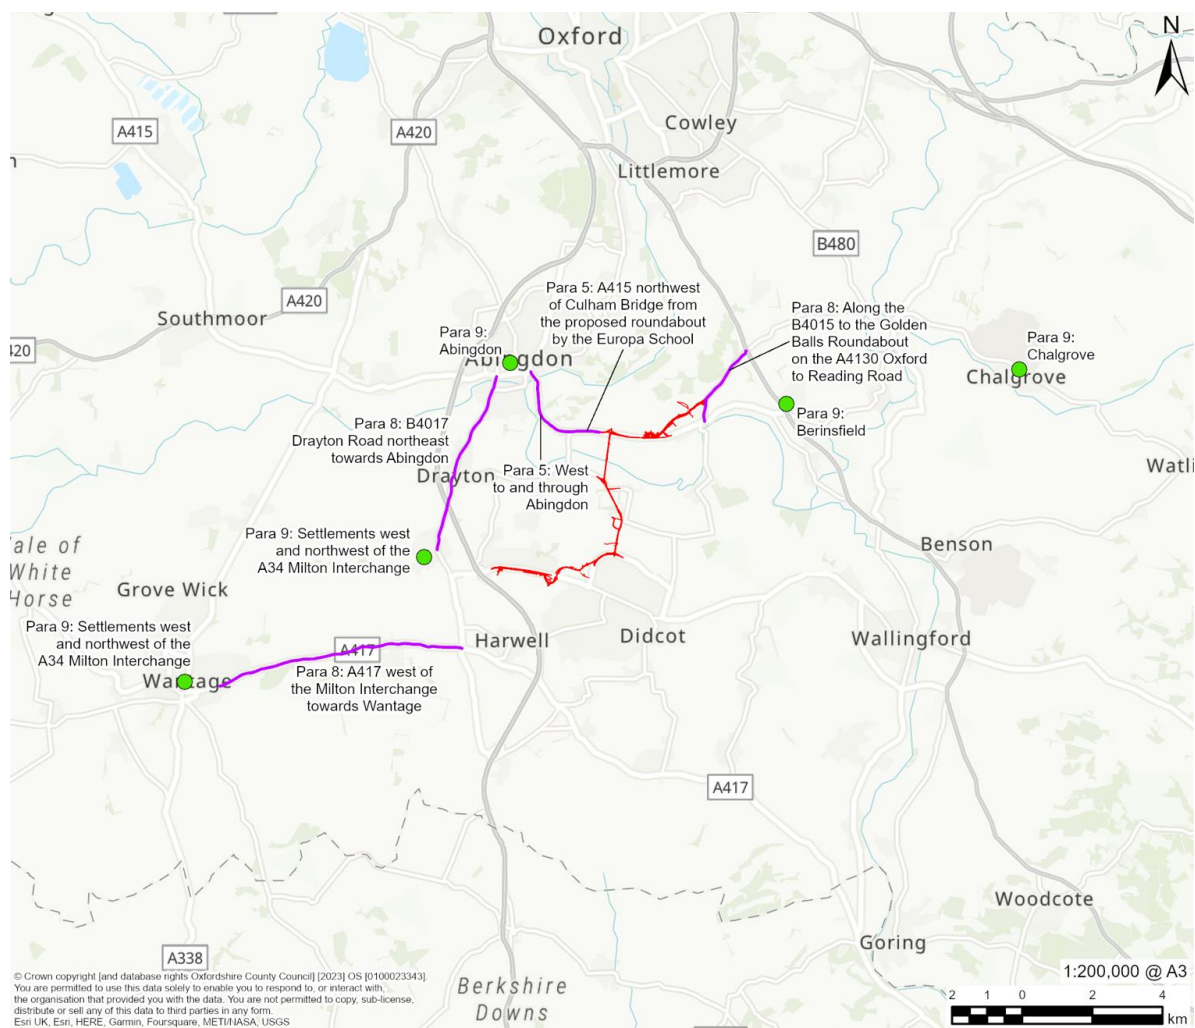 N
Oxford
Cowley
A415
A420
Littlemore
B480
Para 5: A415 northwest
of Culham Bridge from
the proposed roundabout
by the Europa School
A420
Southmoor
Para 8: Along the
B4015 to the Golden
Balls Roundabout
on the A4130 Oxford
to Reading Road
Para 9:
Abingdon
Abingdon
Para 9:
Chalgrove
Chalgrove
420
Para 9:
Berinsfield
Para 8: B4017
Drayton Road northeast
towards Abingdon
Drayton
Para 5: West
to and through
Abingdon
Watli
Para 9: Settlements west
and northwest of the
A34 Milton Interchange
Benson
ale of
White
Horse
Grove Wick
Para 9: Settlements west
and northwest of the
A34 Milton Interchange
Harwell
Didcot
Wallingford
A417
Wantage
Para 8: A417 west of
the Milton Interchange
towards Wantage
A417
Woodcote
Goring
A338
Berkshire
Downs
1:200,000 @ A3
2 1 0 2 4
km
© Crown copyright [and database rights Oxfordshire County Council] [2023] OS [0100023343].
You are permitted to use this data solely to enable you to respond to, or interact with,
the organisation that provided you with the data. You are not permitted to copy, sub-license,
distribute or sell any of this data to third parties in any form.
Esri UK, Esri, HERE, Garmin, Foursquare, METI/NASA, USGS